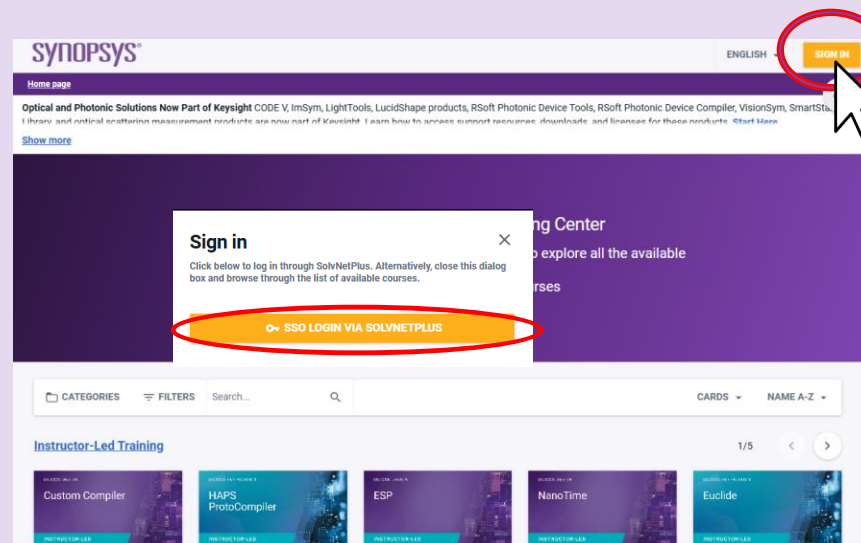 SYNOPSYS®
ENGLISH
SIGN IN
Home page
Optical and Photonic Solutions Now Part of Keysight CODE V, ImSym, LightTools, LucidShape products, RSoft Photonic Device Tools, RSoft Photonic Device Compiler, VisionSym,
Library, and optical scattering measurement products are now part of Keysight. Learn how to access support resources, downloads, and licenses for these products. Start Here
Show more
ng Center
o explore all the available
rses
Sign in
Click below to log in through SolvNetPlus. Alternatively, close this dialog
box and browse through the list of available courses.
SSO LOGIN VIA SOLVNETPLUS
CATEGORIES FILTERS Search... CARDS NAME A-Z
Instructor-Led Training 1/5
Custom Compiler
INSTRUCTOR-LED
HAPS
ProtoCompiler
INSTRUCTOR-LED
ESP
INSTRUCTOR-LED
NanoTime
INSTRUCTOR-LED
Euclide
INSTRUCTOR-LED